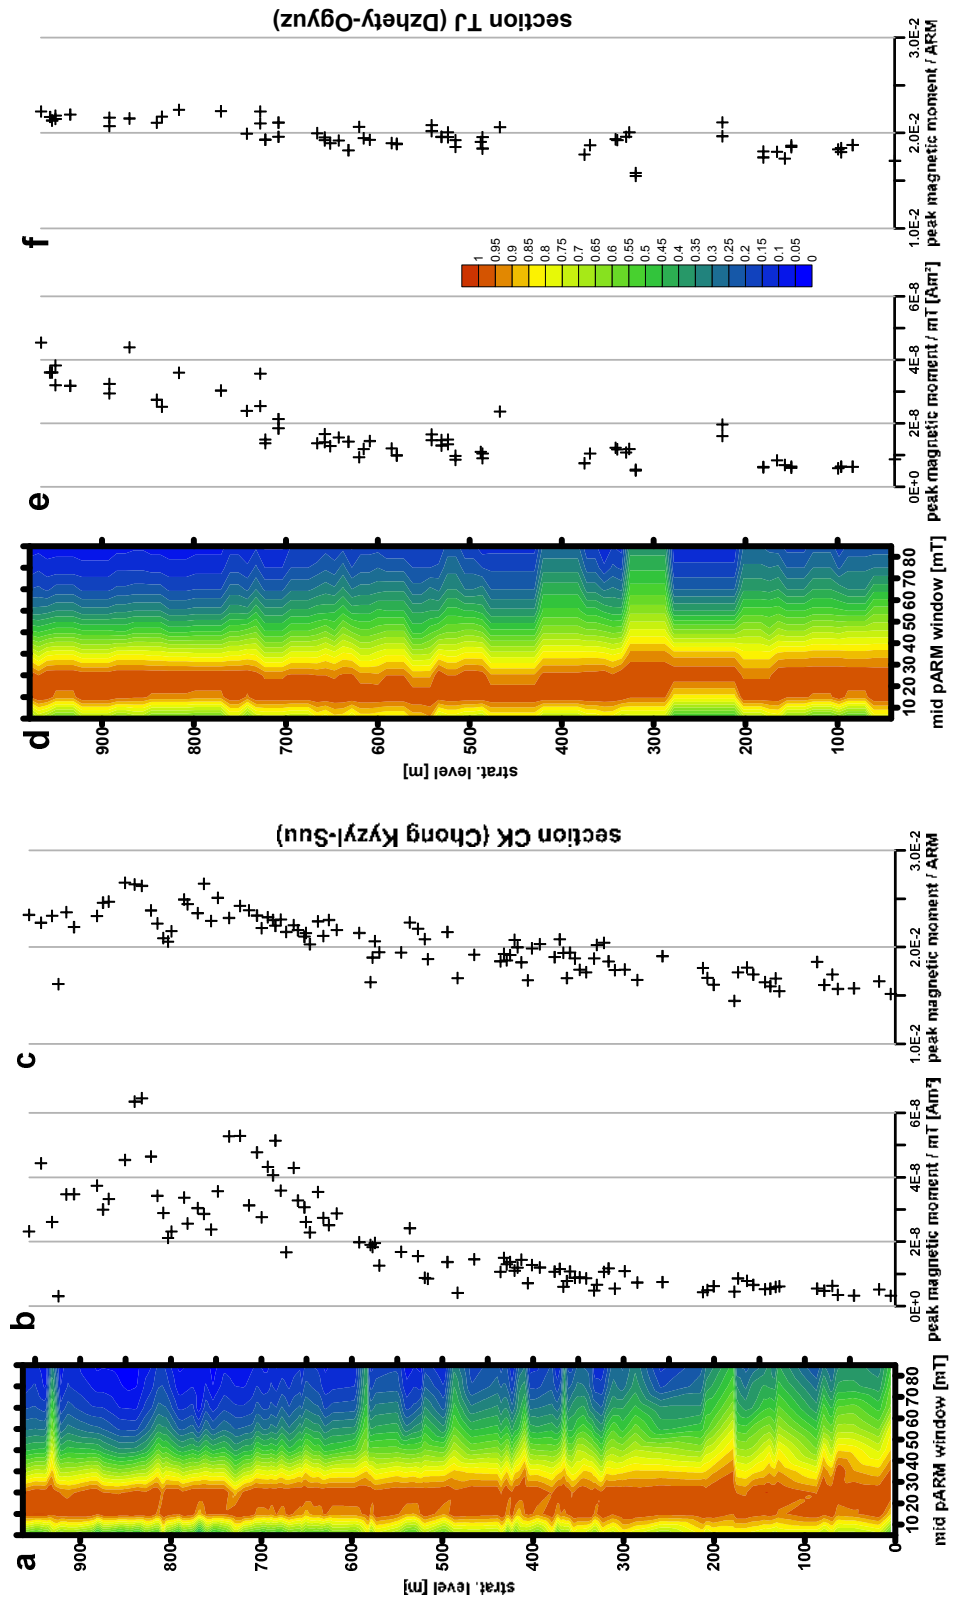 a
strat. level [m]
900
800
700
600
500
400
300
200
100
0
10 20 30 40 50 60 70 80
mid pARM window [mT]
b
0E+0 2E-8 4E-8 6E-8
peak magnetic moment / mT [Am²]
c
1.0E-2 2.0E-2 3.0E-2
peak magnetic moment / ARM
section CK (Chong Kyzyl-Suu)
d
strat. level [m]
900
800
700
600
500
400
300
200
100
10 20 30 40 50 60 70 80
mid pARM window [mT]
e
0E+0 2E-8 4E-8 6E-8
peak magnetic moment / mT [Am²]
1
0.95
0.9
0.85
0.8
0.75
0.7
0.65
0.6
0.55
0.5
0.45
0.4
0.35
0.3
0.25
0.2
0.15
0.1
0.05
0
f
1.0E-2 2.0E-2 3.0E-2
peak magnetic moment / ARM
section TJ (Dzhety-Ogyuz)